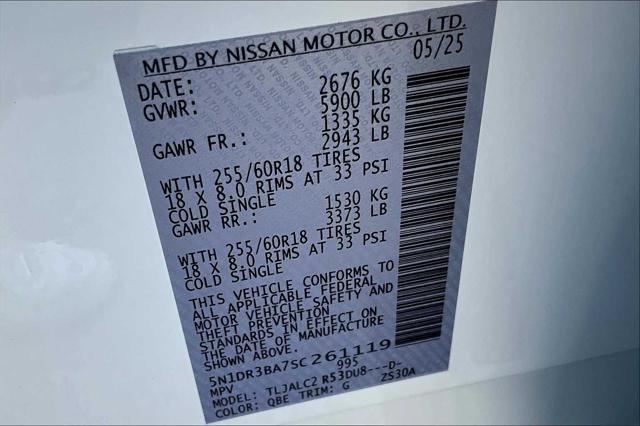 MFD BY NISSAN MOTOR CO., LTD.
DATE: 05/25
GVWR: 2676 KG
5900 LB
GAWR FR.: 1335 KG
2943 LB
WITH 255/60R18 TIRES
18 X 8.0 RIMS AT 33 PSI
COLD SINGLE
GAWR RR.: 1530 KG
3373 LB
WITH 255/60R18 TIRES
18 X 8.0 RIMS AT 33 PSI
COLD SINGLE
THIS VEHICLE CONFORMS TO
ALL APPLICABLE FEDERAL
MOTOR VEHICLE SAFETY AND
THEFT PREVENTION
STANDARDS IN EFFECT ON
THE DATE OF MANUFACTURE
SHOWN ABOVE.
5N1DR3BA7SC261119
MPV 995
MODEL: TLJALC2 R53DU8---D-
COLOR: QBE TRIM: G ZS30A